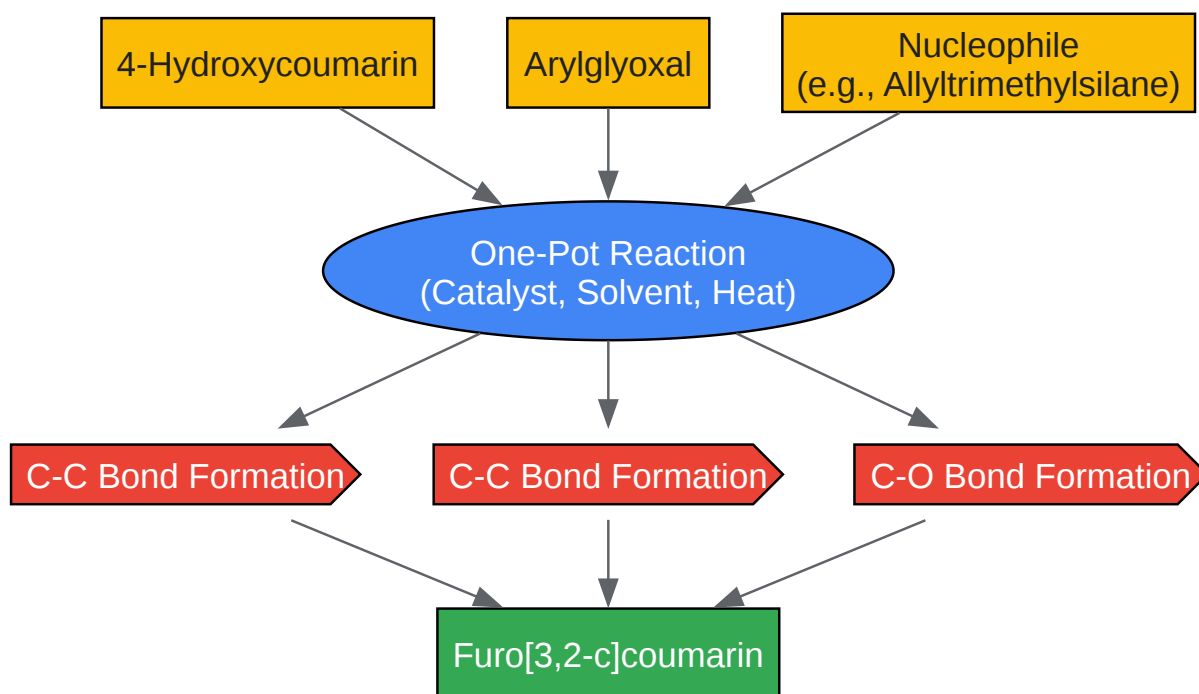 4-Hydroxycoumarin
Arylglyoxal
Nucleophile
(e.g., Allyltrimethylsilane)
One-Pot Reaction
(Catalyst, Solvent, Heat)
C-C Bond Formation
C-C Bond Formation
C-O Bond Formation
Furo[3,2-c]coumarin